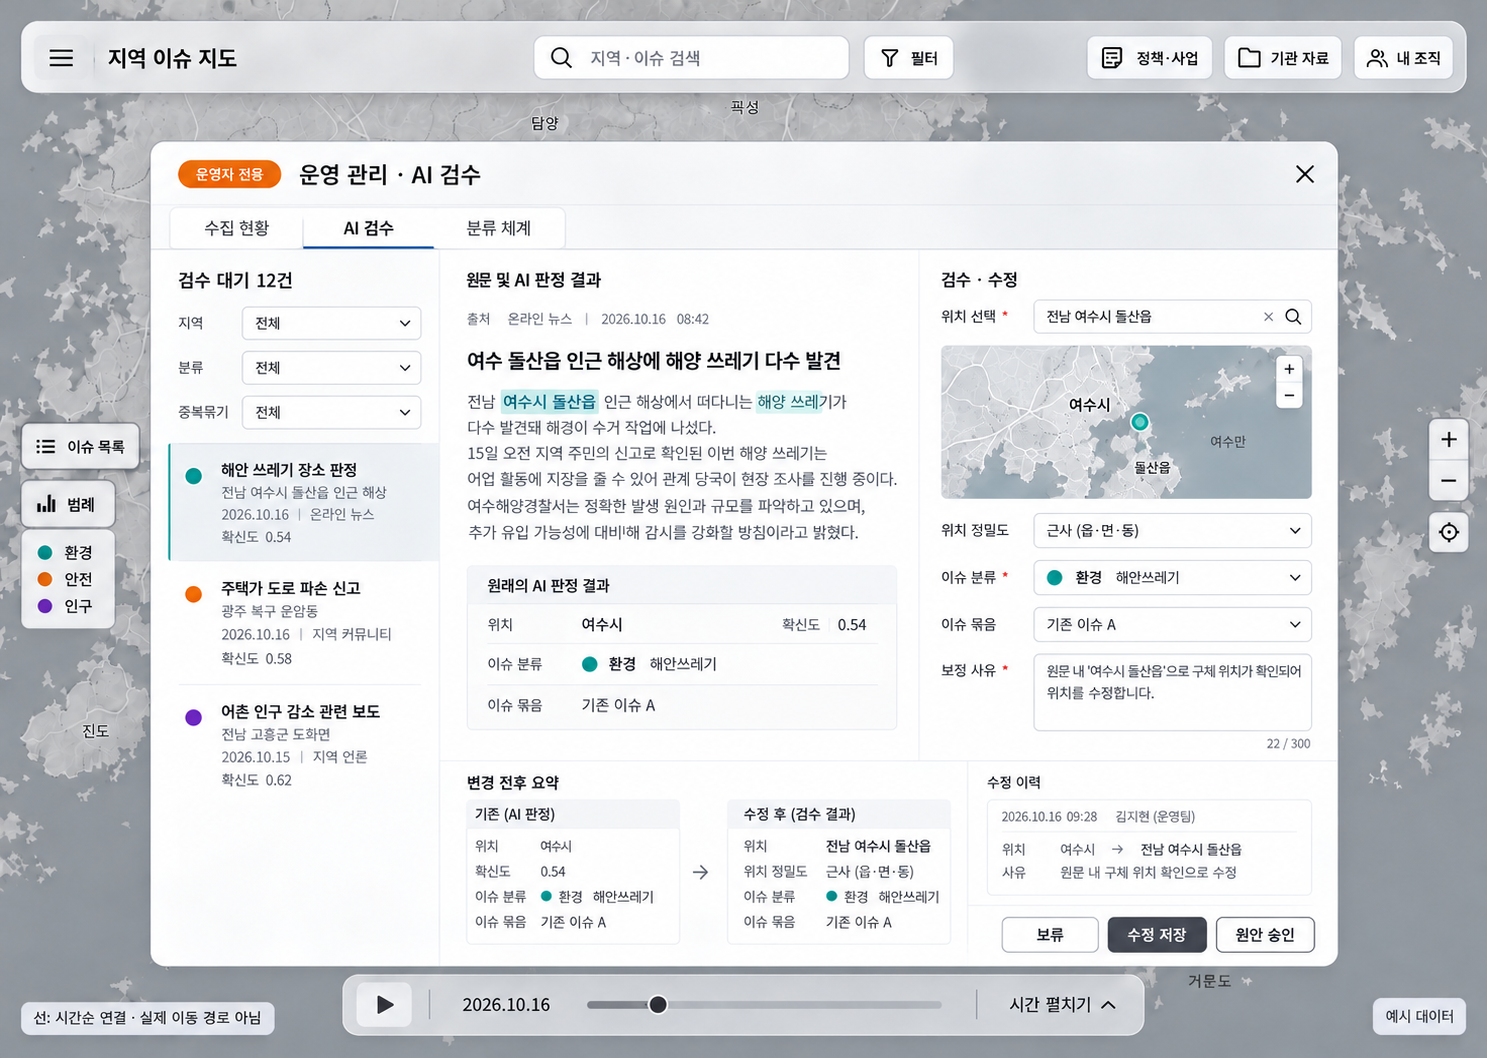 지역 이슈 지도
지역 · 이슈 검색
필터
정책·사업
기관 자료
내 조직
곡성
담양
운영자 전용
운영 관리 · AI 검수
수집 현황
AI 검수
분류 체계
검수 대기 12건
지역 전체
분류 전체
중복묶기 전체
해안 쓰레기 장소 판정
전남 여수시 돌산읍 인근 해상
2026.10.16 | 온라인 뉴스
확신도 0.54
주택가 도로 파손 신고
광주 북구 운암동
2026.10.16 | 지역 커뮤니티
확신도 0.58
어촌 인구 감소 관련 보도
전남 고흥군 도화면
2026.10.15 | 지역 언론
확신도 0.62
원문 및 AI 판정 결과
출처 온라인 뉴스 | 2026.10.16 08:42
여수 돌산읍 인근 해상에 해양 쓰레기 다수 발견
전남 여수시 돌산읍 인근 해상에서 떠다니는 해양 쓰레기가
다수 발견돼 해경이 수거 작업에 나섰다.
15일 오전 지역 주민의 신고로 확인된 이번 해양 쓰레기는
어업 활동에 지장을 줄 수 있어 관계 당국이 현장 조사를 진행 중이다.
여수해양경찰서는 정확한 발생 원인과 규모를 파악하고 있으며,
추가 유입 가능성에 감시를 강화할 방침이라고 밝혔다.
원래의 AI 판정 결과
위치 여수시 확신도 0.54
이슈 분류 환경 해안쓰레기
이슈 묶음 기존 이슈 A
검수 · 수정
위치 선택 * 전남 여수시 돌산읍 ×
+
−
여수시
여수만
돌산읍
위치 정밀도 근사 (읍·면·동)
이슈 분류 * 환경 해안쓰레기
이슈 묶음 기존 이슈 A
보정 사유 * 원문 내 '여수시 돌산읍'으로 구체 위치가 확인되어
위치를 수정합니다.
22 / 300
변경 전후 요약
기존 (AI 판정)
위치 여수시
확신도 0.54
이슈 분류 환경 해안쓰레기
이슈 묶음 기존 이슈 A
→
수정 후 (검수 결과)
위치 전남 여수시 돌산읍
위치 정밀도 근사 (읍·면·동)
이슈 분류 환경 해안쓰레기
이슈 묶음 기존 이슈 A
수정 이력
2026.10.16 09:28 김지현 (운영팀)
위치 여수시 → 전남 여수시 돌산읍
사유 원문 내 구체 위치 확인으로 수정
보류
수정 저장
원안 승인
이슈 목록
범례
환경
안전
인구
진도
+
−
거문도
선: 시간순 연결 · 실제 이동 경로 아님
2026.10.16
시간 펼치기
예시 데이터